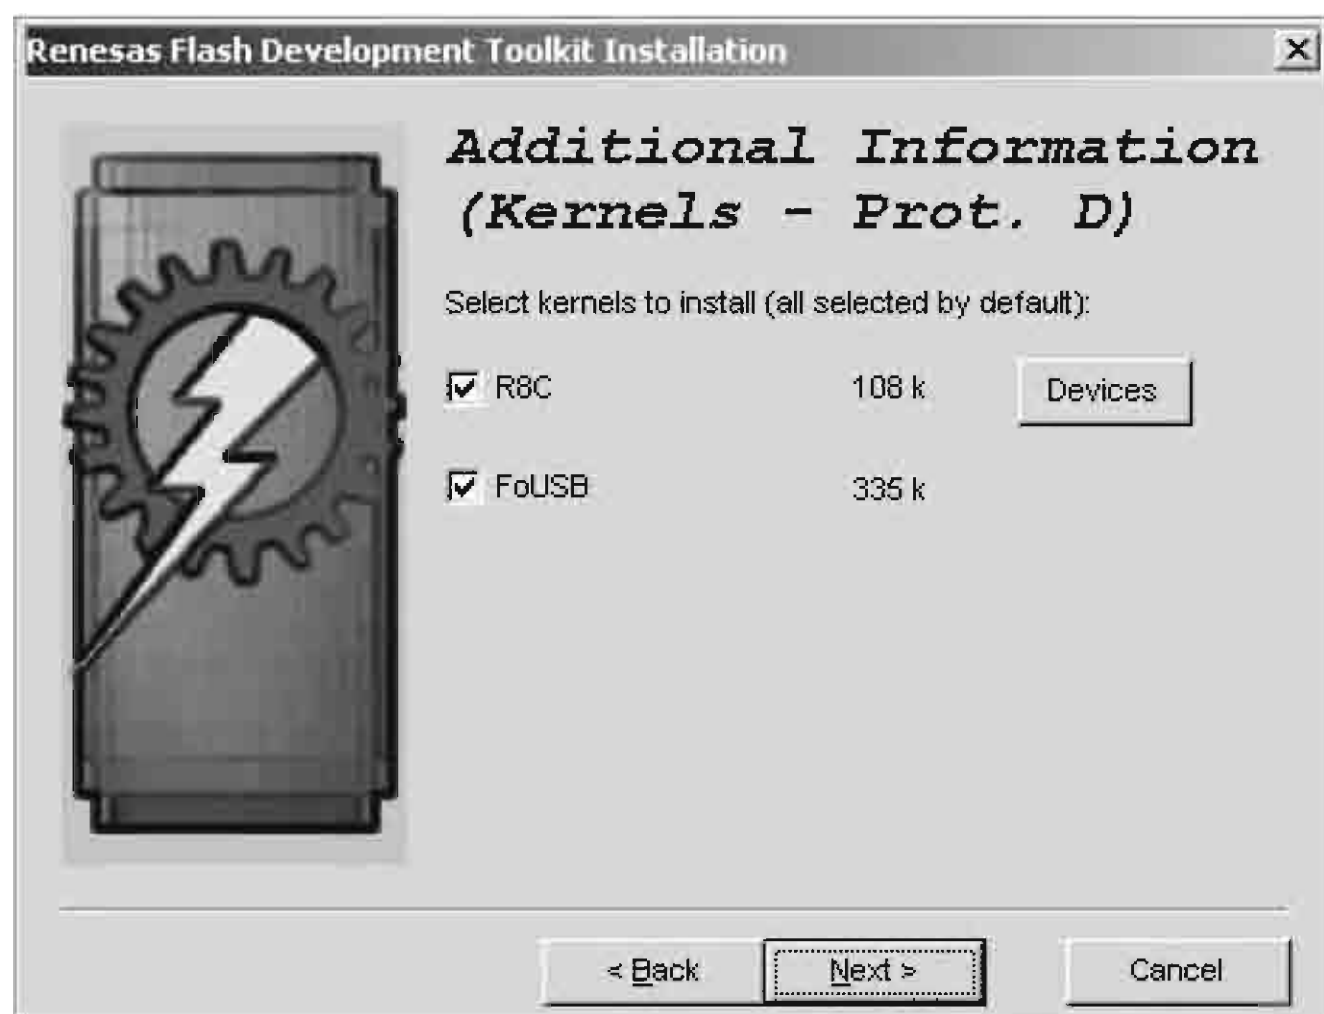 Renesas Flash Development Toolkit Installation
Additional Information
(Kernels - Prot. D)
Select kernels to install (all selected by default):
R8C 108 k Devices
FoUSB 335 k
< Back Next > Cancel